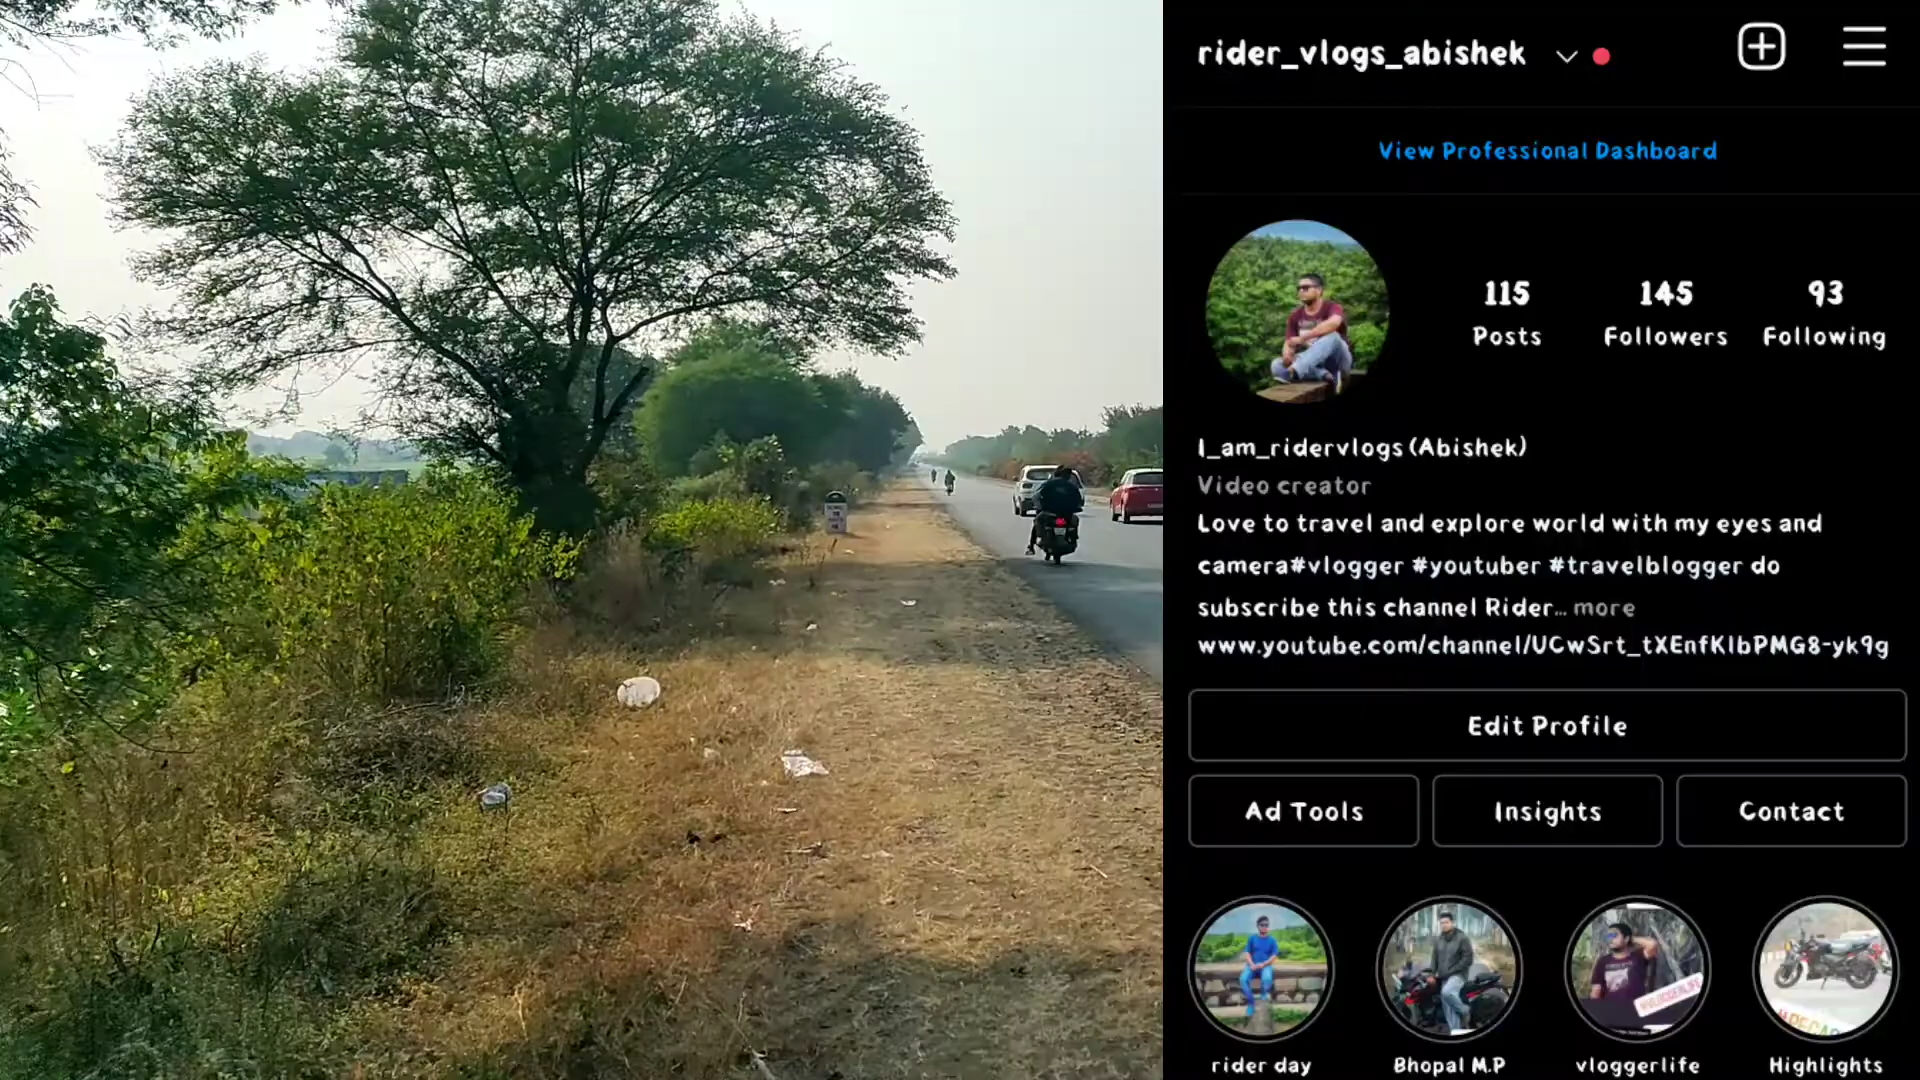 rider_vlogs_abishek
View Professional Dashboard
115 145 93
Posts Followers Following
I_am_ridervlogs (Abishek)
Video creator
Love to travel and explore world with my eyes and
camera#vlogger #youtuber #travelblogger do
subscribe this channel Rider... more
www.youtube.com/channel/UCwSrt_tXEnfKlbPMG8-yk9g
Edit Profile
Ad Tools Insights Contact
#VLOGGERLIFE
rider day Bhopal M.P vloggerlife Highlights